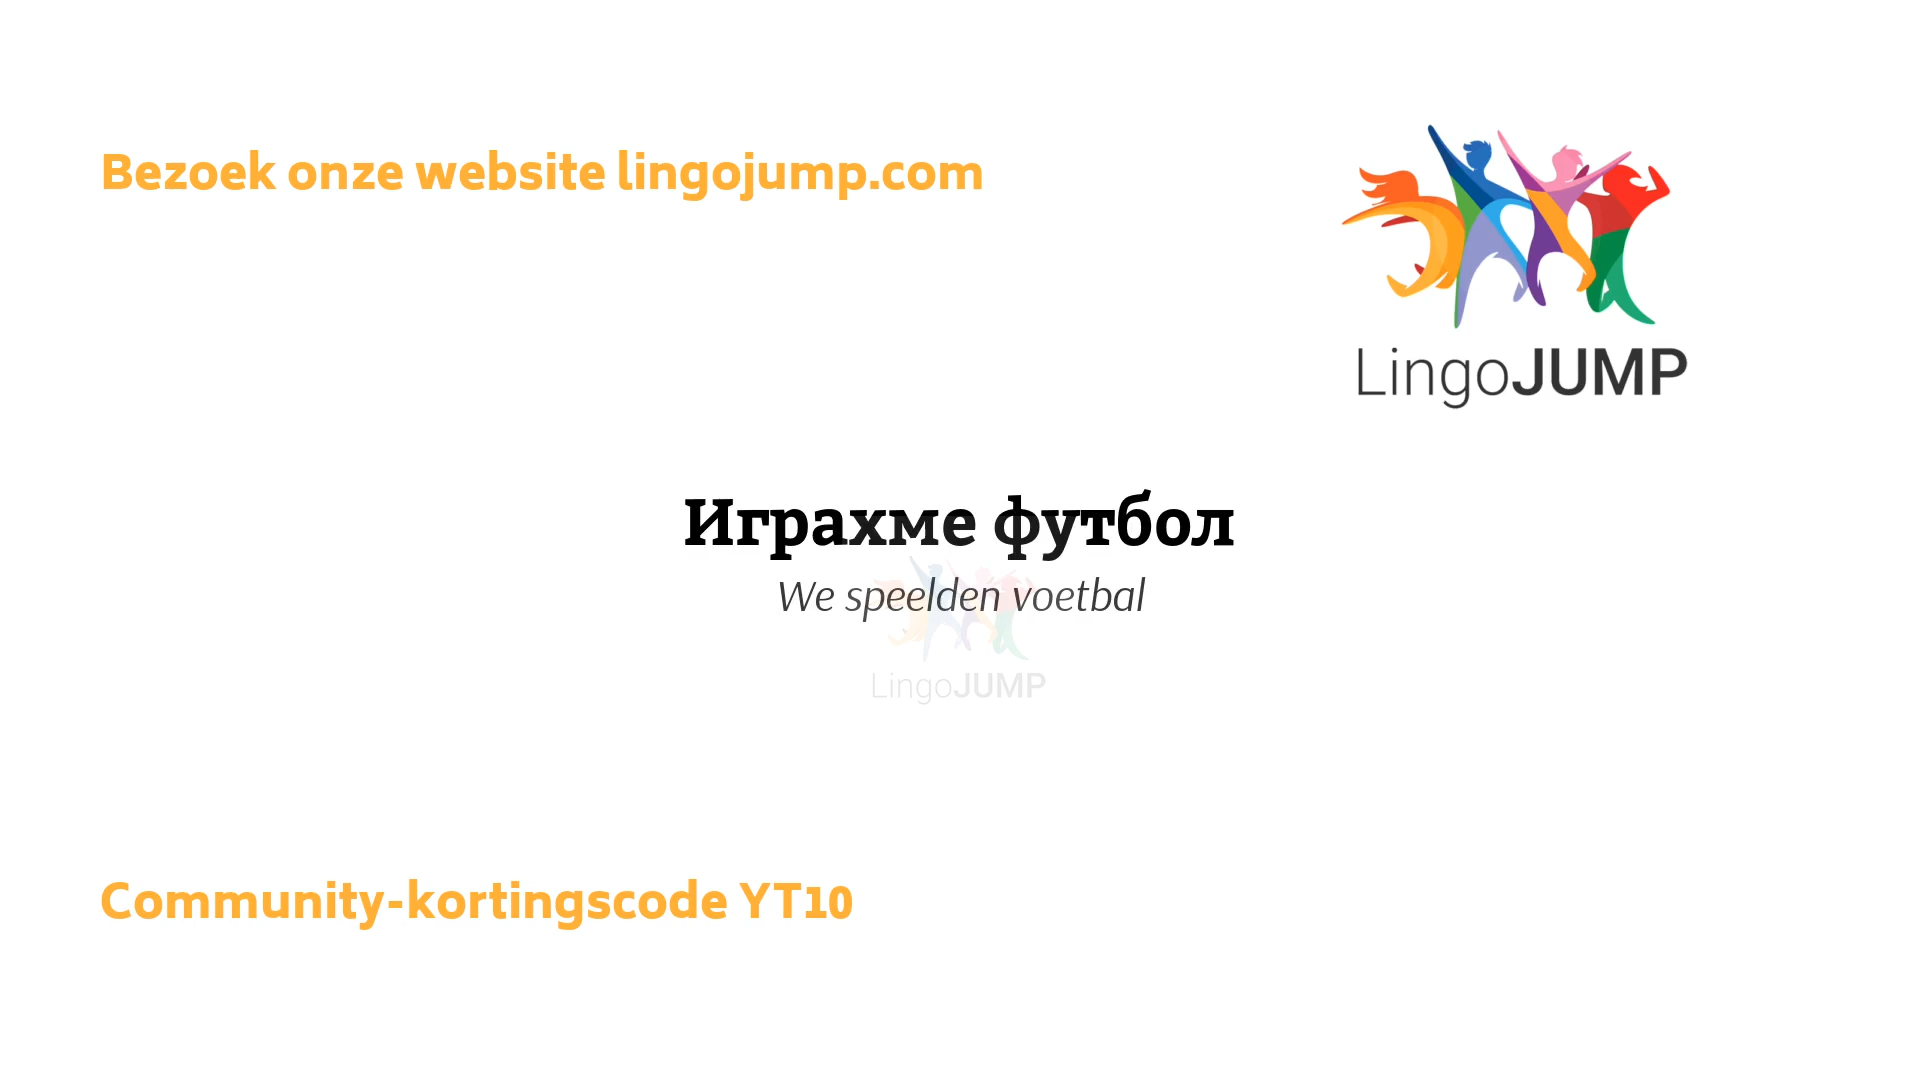 Bezoek onze website lingojump.com
LingoJUMP
Играхме футбол
We speelden voetbal
LingoJUMP
Community-kortingscode YT10